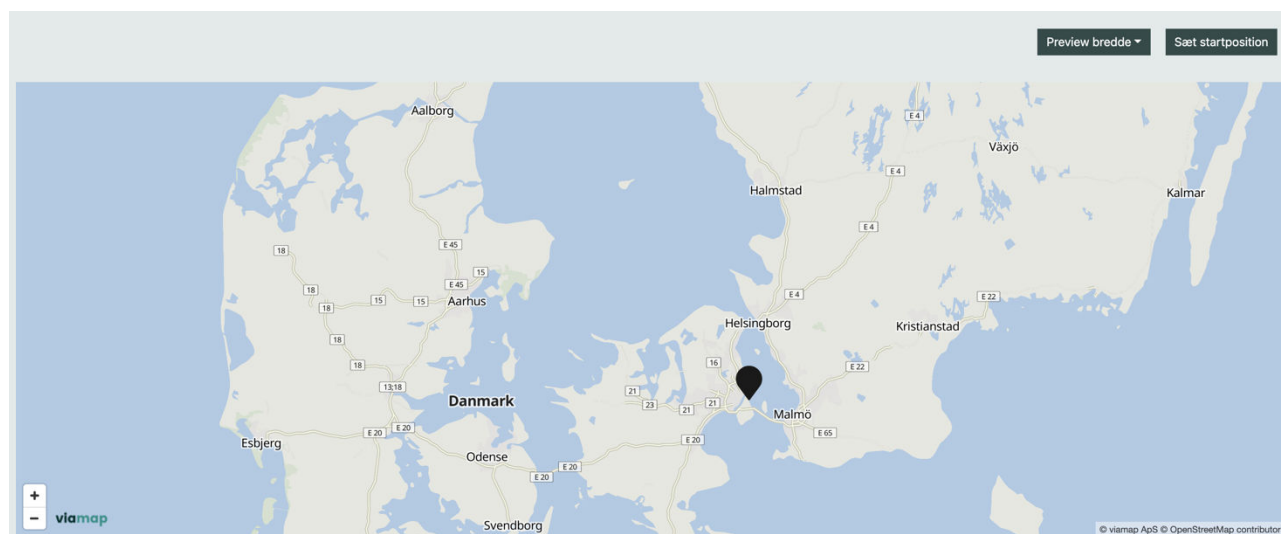 Preview bredde
Sæt startposition
Aalborg
E 4
E 4
Växjö
Halmstad
Kalmar
E 4
18
E 45
18
15
E 45
18
15
15
Aarhus
E 4
E 22
18
Helsingborg
Kristianstad
18
16
E 22
13;18
21
Danmark
23
21
21
Malmö
E 20
E 20
E 65
Esbjerg
E 20
Odense
E 20
E 20
+
−
viamap
Svendborg
© viamap ApS © OpenStreetMap contributor